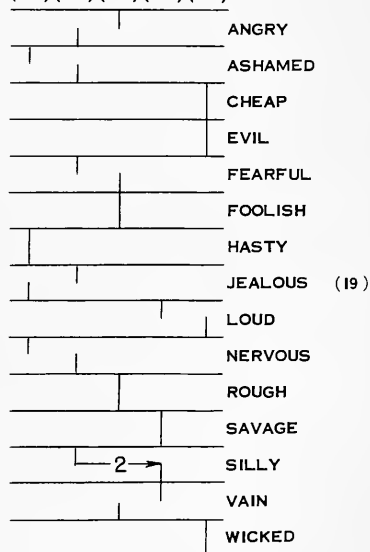 ANGRY
ASHAMED
CHEAP
EVIL
FEARFUL
FOOLISH
HASTY
JEALOUS (19)
LOUD
NERVOUS
ROUGH
SAVAGE
2 SILLY
VAIN
WICKED